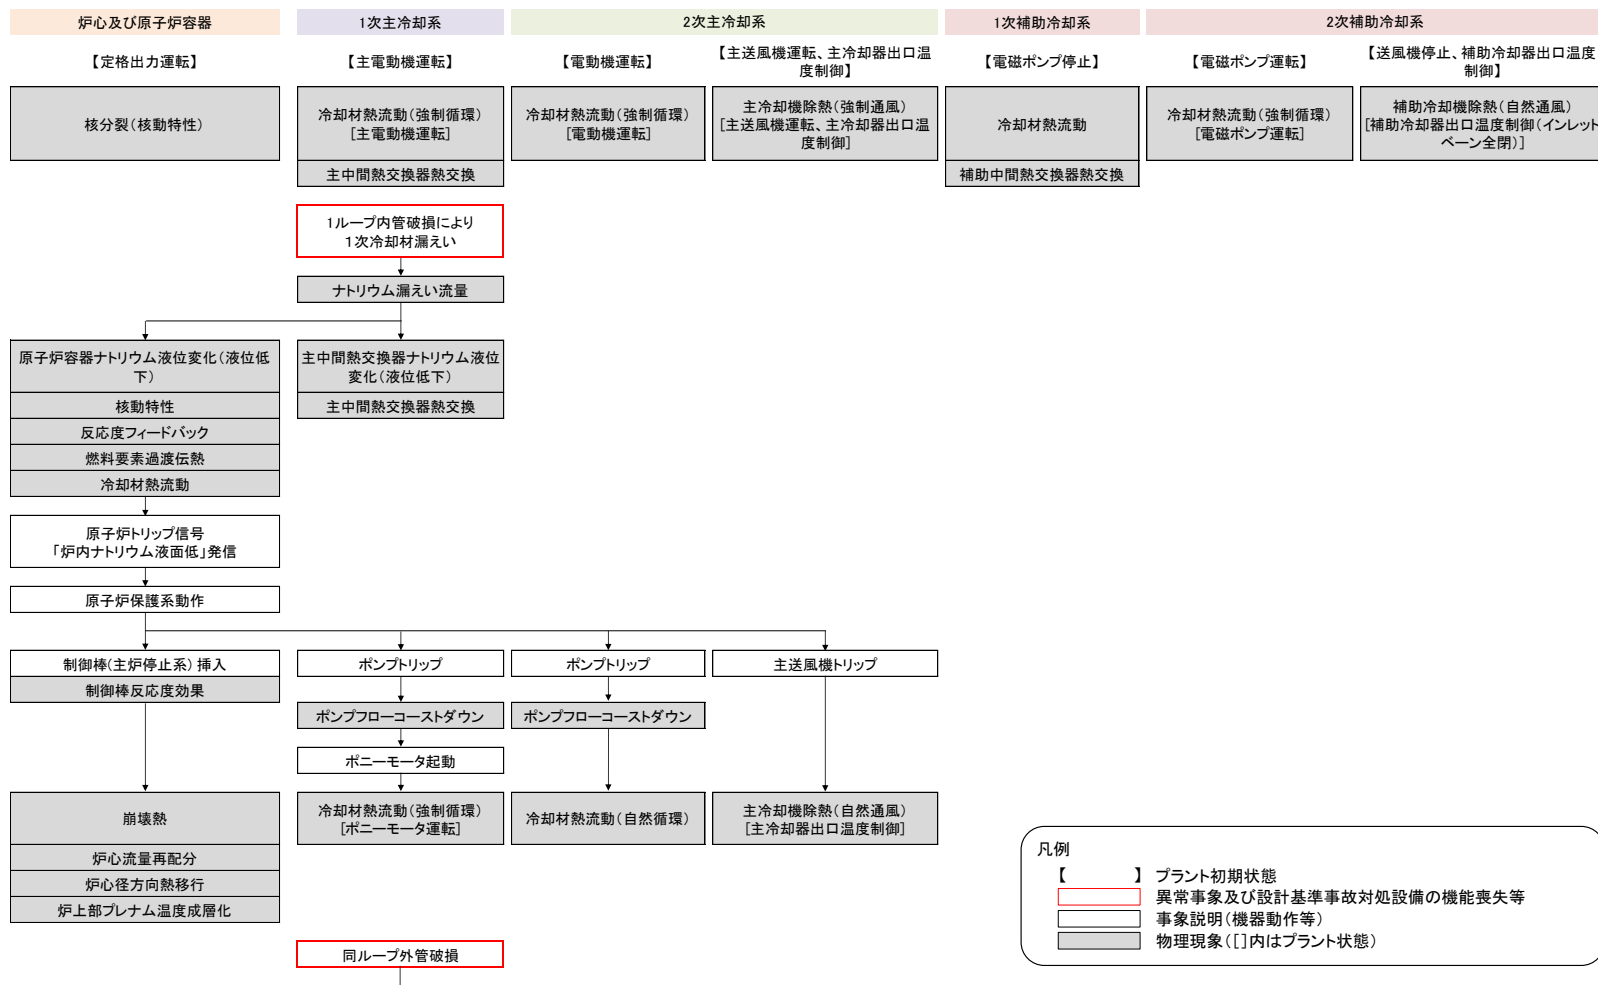 炉心及び原子炉容器
1次主冷却系
2次主冷却系
1次補助冷却系
2次補助冷却系
【定格出力運転】
【主電動機運転】
【電動機運転】
【主送風機運転、主冷却器出口温
度制御】
【電磁ポンプ停止】
【電磁ポンプ運転】
【送風機停止、補助冷却器出口温度
制御】
核分裂(核動特性)
冷却材熱流動(強制循環)
[主電動機運転]
冷却材熱流動(強制循環)
[電動機運転]
主冷却機除熱(強制通風)
[主送風機運転、主冷却器出口温
度制御]
冷却材熱流動
冷却材熱流動(強制循環)
[電磁ポンプ運転]
補助冷却機除熱(自然通風)
[補助冷却器出口温度制御(インレット
ベーン全閉)]
主中間熱交換器熱交換
補助中間熱交換器熱交換
1ループ内管破損により
1次冷却材漏えい
ナトリウム漏えい流量
原子炉容器ナトリウム液位変化(液位低
下)
主中間熱交換器ナトリウム液位
変化(液位低下)
核動特性
主中間熱交換器熱交換
反応度フィードバック
燃料要素過渡伝熱
冷却材熱流動
原子炉トリップ信号
「炉内ナトリウム液面低」発信
原子炉保護系動作
制御棒(主炉停止系) 挿入
ポンプトリップ
ポンプトリップ
主送風機トリップ
制御棒反応度効果
ポンプフローコーストダウン
ポンプフローコーストダウン
ポニーモータ起動
崩壊熱
冷却材熱流動(強制循環)
[ポニーモータ運転]
冷却材熱流動(自然循環)
主冷却機除熱(自然通風)
[主冷却器出口温度制御]
炉心流量再配分
炉心径方向熱移行
炉上部プレナム温度成層化
同ループ外管破損
凡例
【 】 プラント初期状態
異常事象及び設計基準事故対処設備の機能喪失等
事象説明(機器動作等)
物理現象([]内はプラント状態)